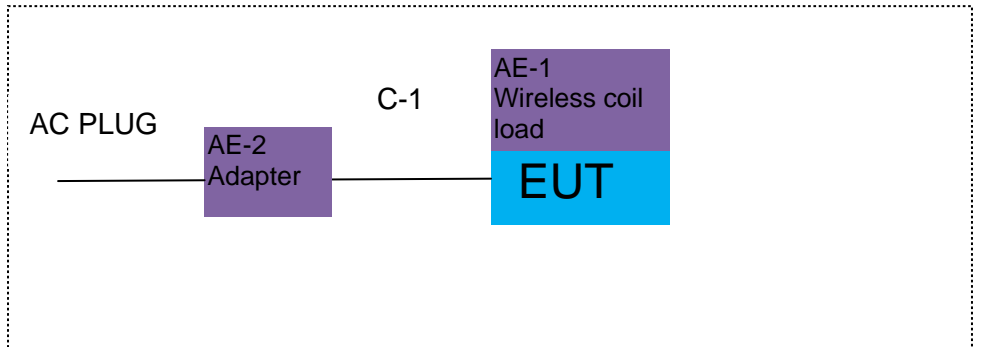 AC PLUG
AE-2
Adapter
C-1
AE-1
Wireless coil
load
EUT